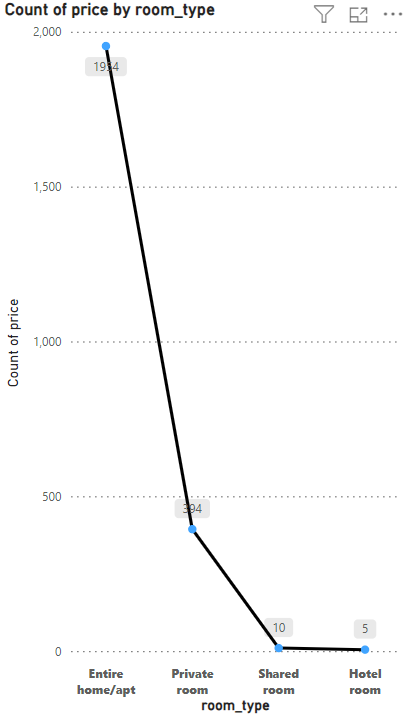 Count of price by room_type
2,000
1954
1,500
1,000
Count of price
500
394
10
5
0
Entire home/apt
Private room
Shared room
Hotel room
room_type